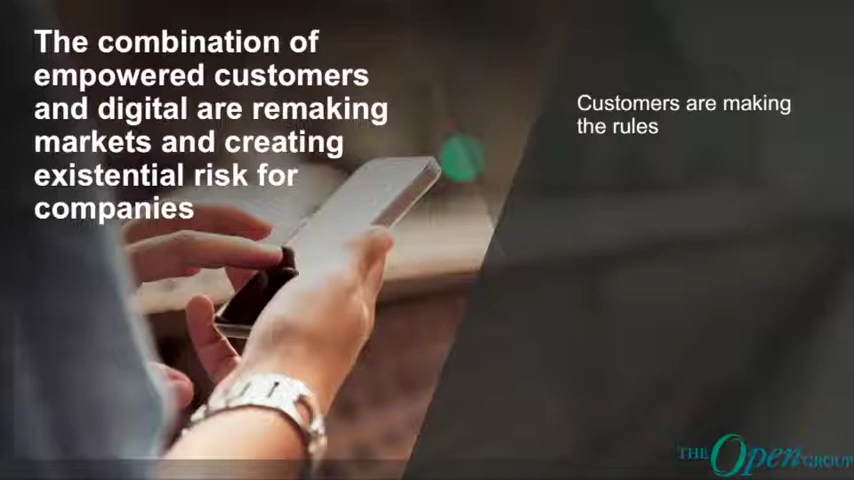 The combination of
empowered customers
and digital are remaking
markets and creating
existential risk for
companies
Customers are making
the rules
THE Open GROUP